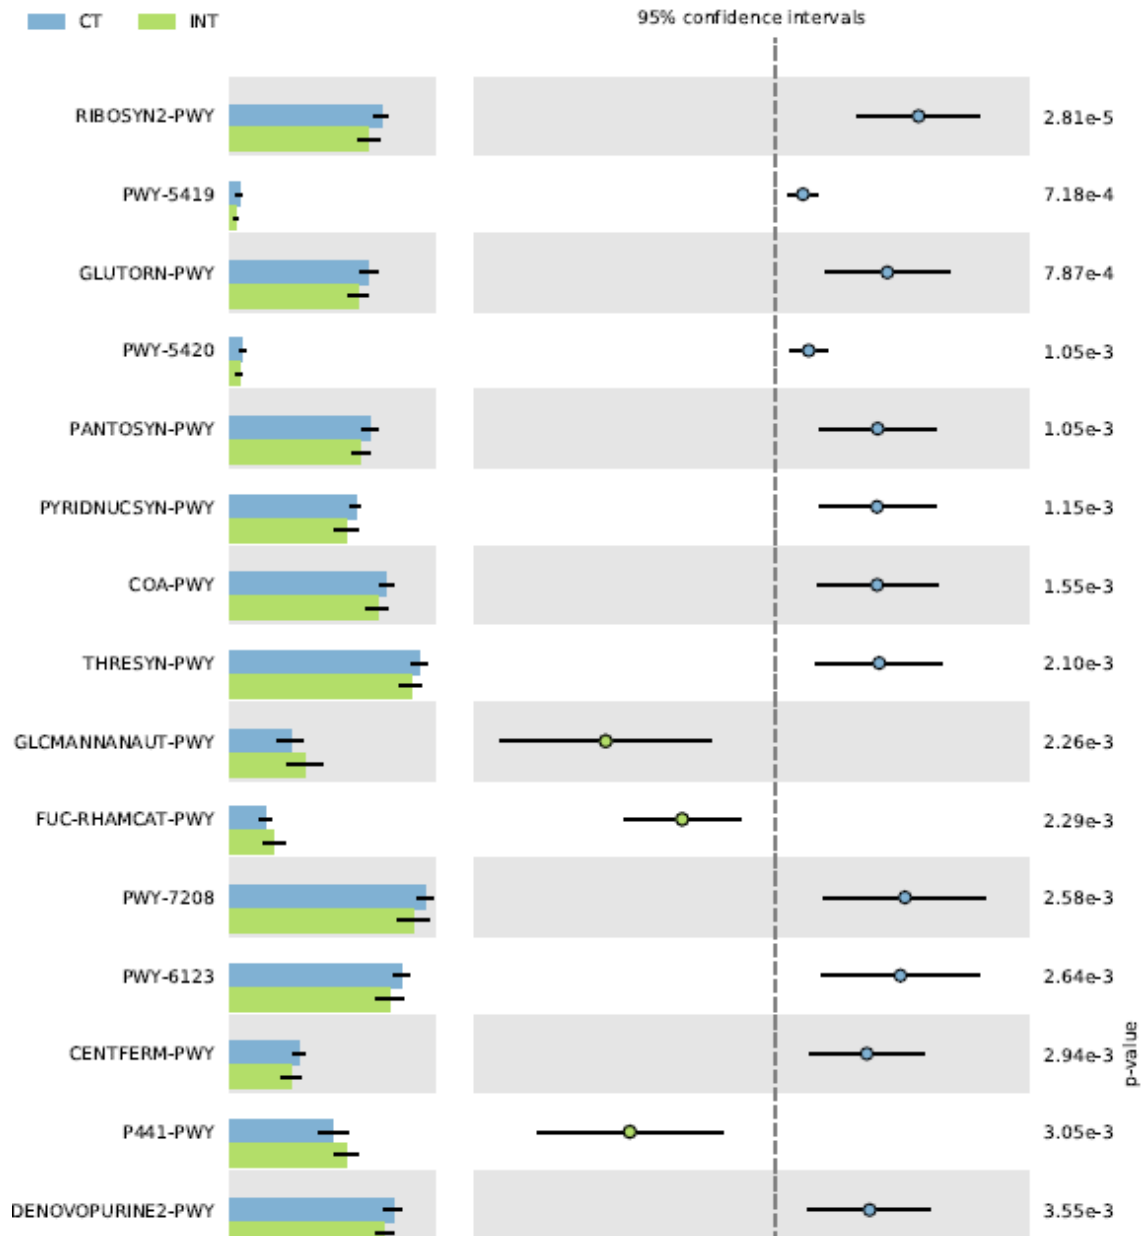 CT INT 95% confidence intervals
RIBOSYN2-PWY 2.81e-5
PWY-5419 7.18e-4
GLUTORN-PWY 7.87e-4
PWY-5420 1.05e-3
PANTOSYN-PWY 1.05e-3
PYRIDNUCSYN-PWY 1.15e-3
COA-PWY 1.55e-3
THRESYN-PWY 2.10e-3
GLCMANNANAUT-PWY 2.26e-3
FUC-RHAMCAT-PWY 2.29e-3
PWY-7208 2.58e-3
PWY-6123 2.64e-3
CENTFERM-PWY 2.94e-3
P441-PWY 3.05e-3
DENOVOPURINE2-PWY 3.55e-3
p-value